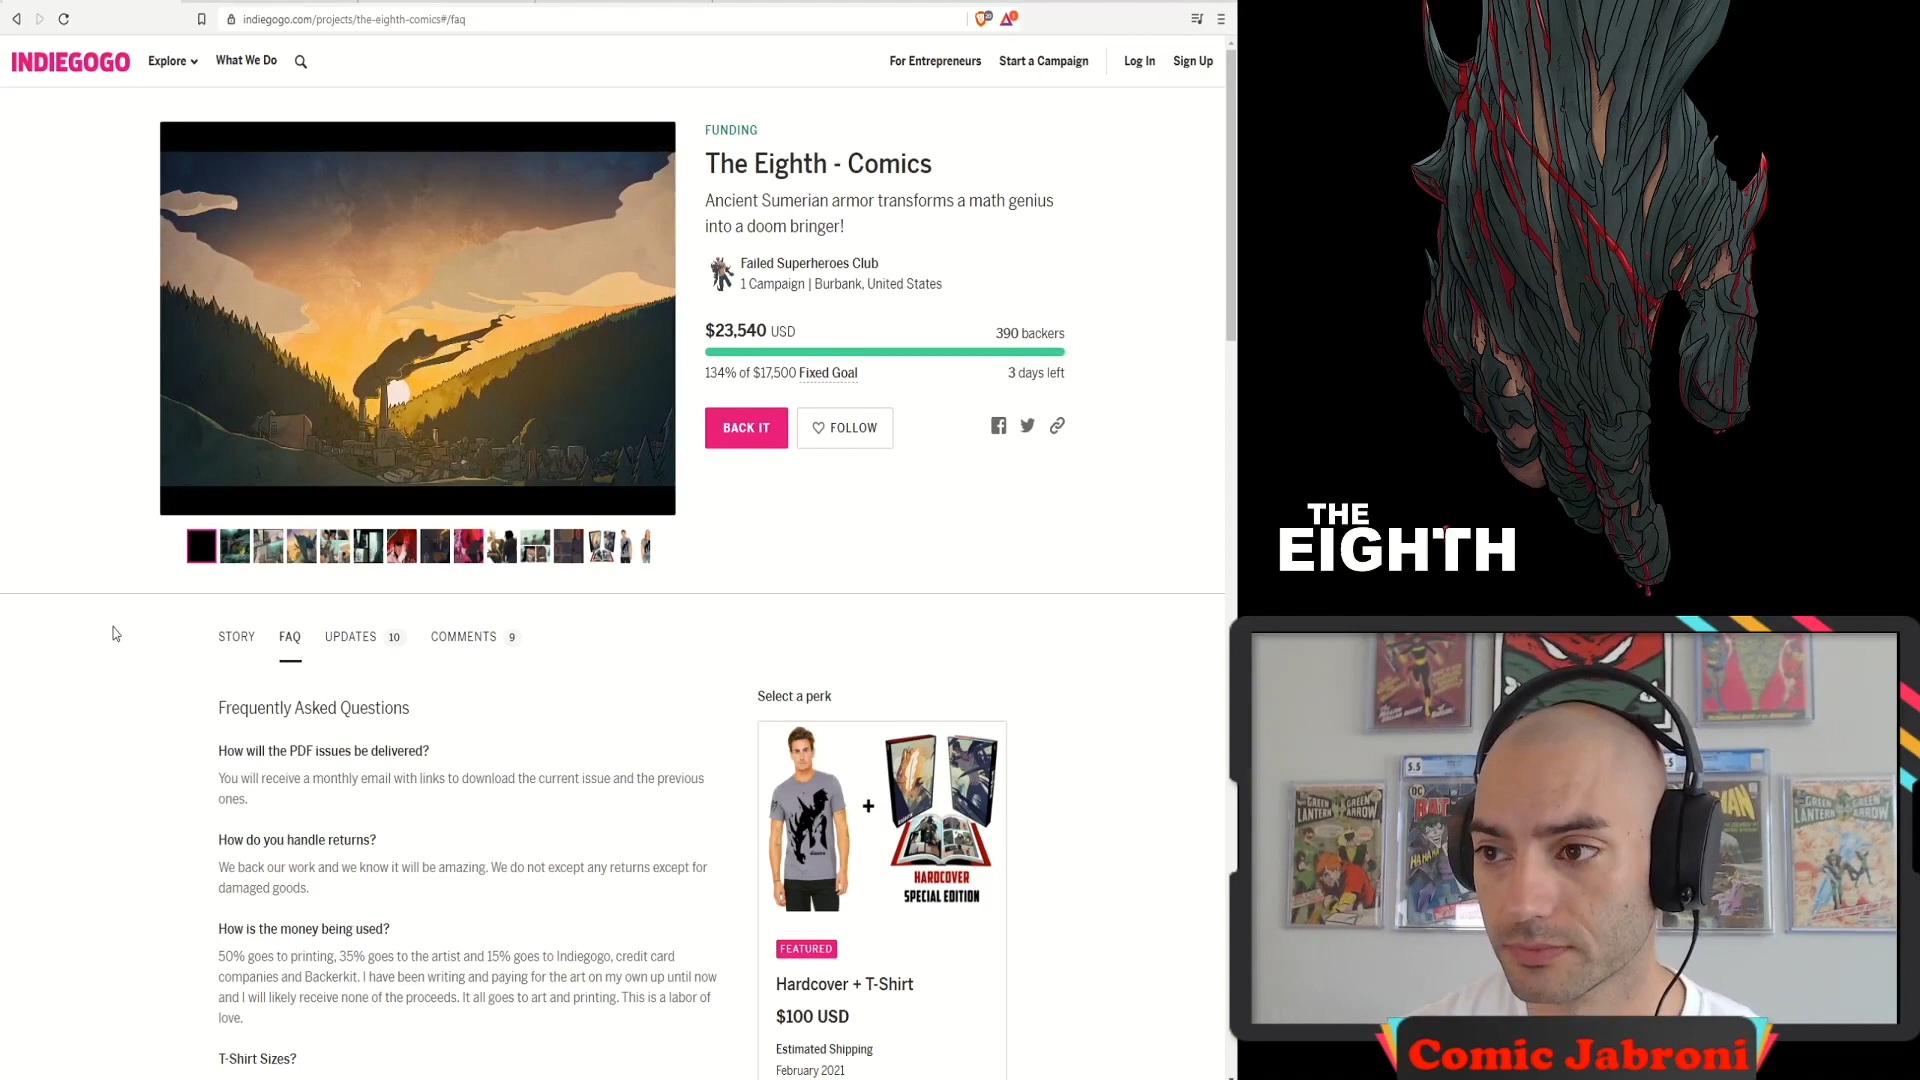 indiegogo.com/projects/the-eighth-comics#/faq
INDIEGOGO
Explore
What We Do
For Entrepreneurs
Start a Campaign
Log In
Sign Up
FUNDING
The Eighth - Comics
Ancient Sumerian armor transforms a math genius
into a doom bringer!
Failed Superheroes Club
1 Campaign | Burbank, United States
$23,540 USD
390 backers
134% of $17,500 Fixed Goal
3 days left
BACK IT
FOLLOW
STORY
FAQ
UPDATES 10
COMMENTS 9
Frequently Asked Questions
How will the PDF issues be delivered?
You will receive a monthly email with links to download the current issue and the previous
ones.
How do you handle returns?
We back our work and we know it will be amazing. We do not except any returns except for
damaged goods.
How is the money being used?
50% goes to printing, 35% goes to the artist and 15% goes to Indiegogo, credit card
companies and Backerkit. I have been writing and paying for the art on my own up until now
and I will likely receive none of the proceeds. It all goes to art and printing. This is a labor of
love.
T-Shirt Sizes?
Select a perk
+
HARDCOVER
SPECIAL EDITION
FEATURED
Hardcover + T-Shirt
$100 USD
Estimated Shipping
February 2021
THE
EIGHTH
5.5
GREEN LANTERN
GREEN ARROW
BAT
HA HA HA
GREEN LANTERN
GREEN ARROW
Comic Jabroni